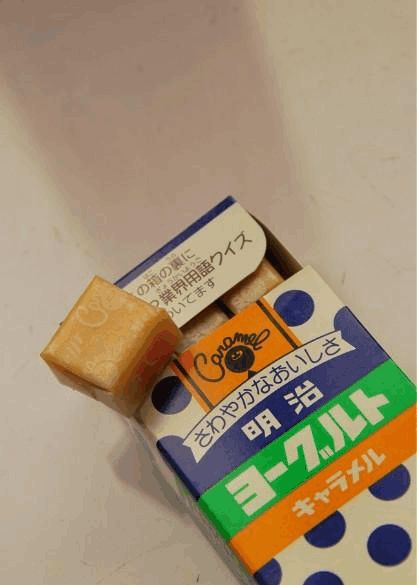 の箱の裏に
業界用語クイズ
いてます
Caramel
さわやかなおいしさ
明治
ヨーグルト
キャラメル